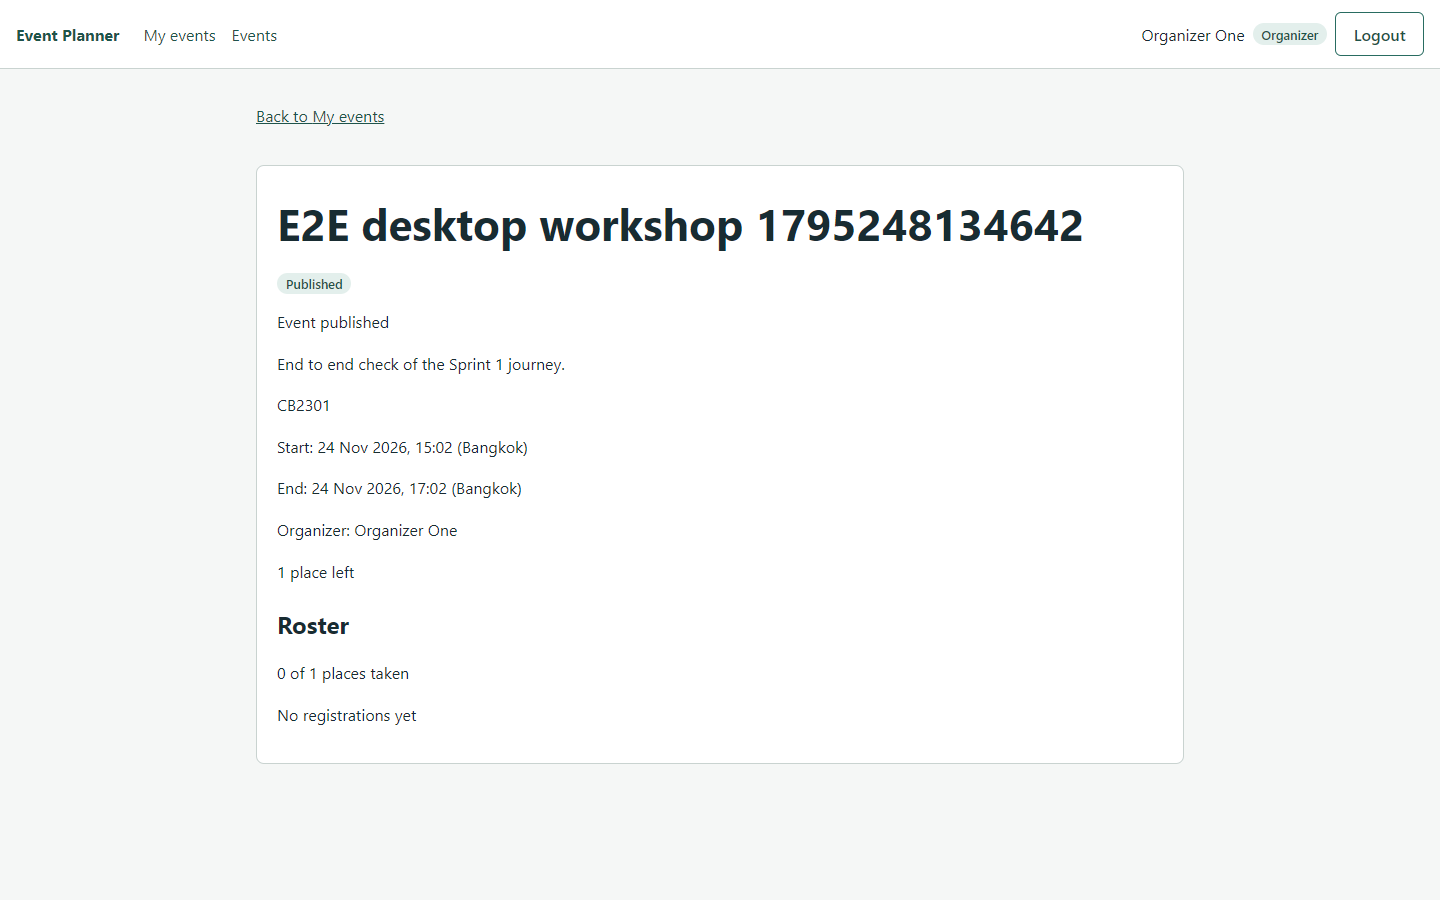 Event Planner My events Events Organizer One Organizer Logout
Back to My events
E2E desktop workshop 1795248134642
Published
Event published
End to end check of the Sprint 1 journey.
CB2301
Start: 24 Nov 2026, 15:02 (Bangkok)
End: 24 Nov 2026, 17:02 (Bangkok)
Organizer: Organizer One
1 place left
Roster
0 of 1 places taken
No registrations yet